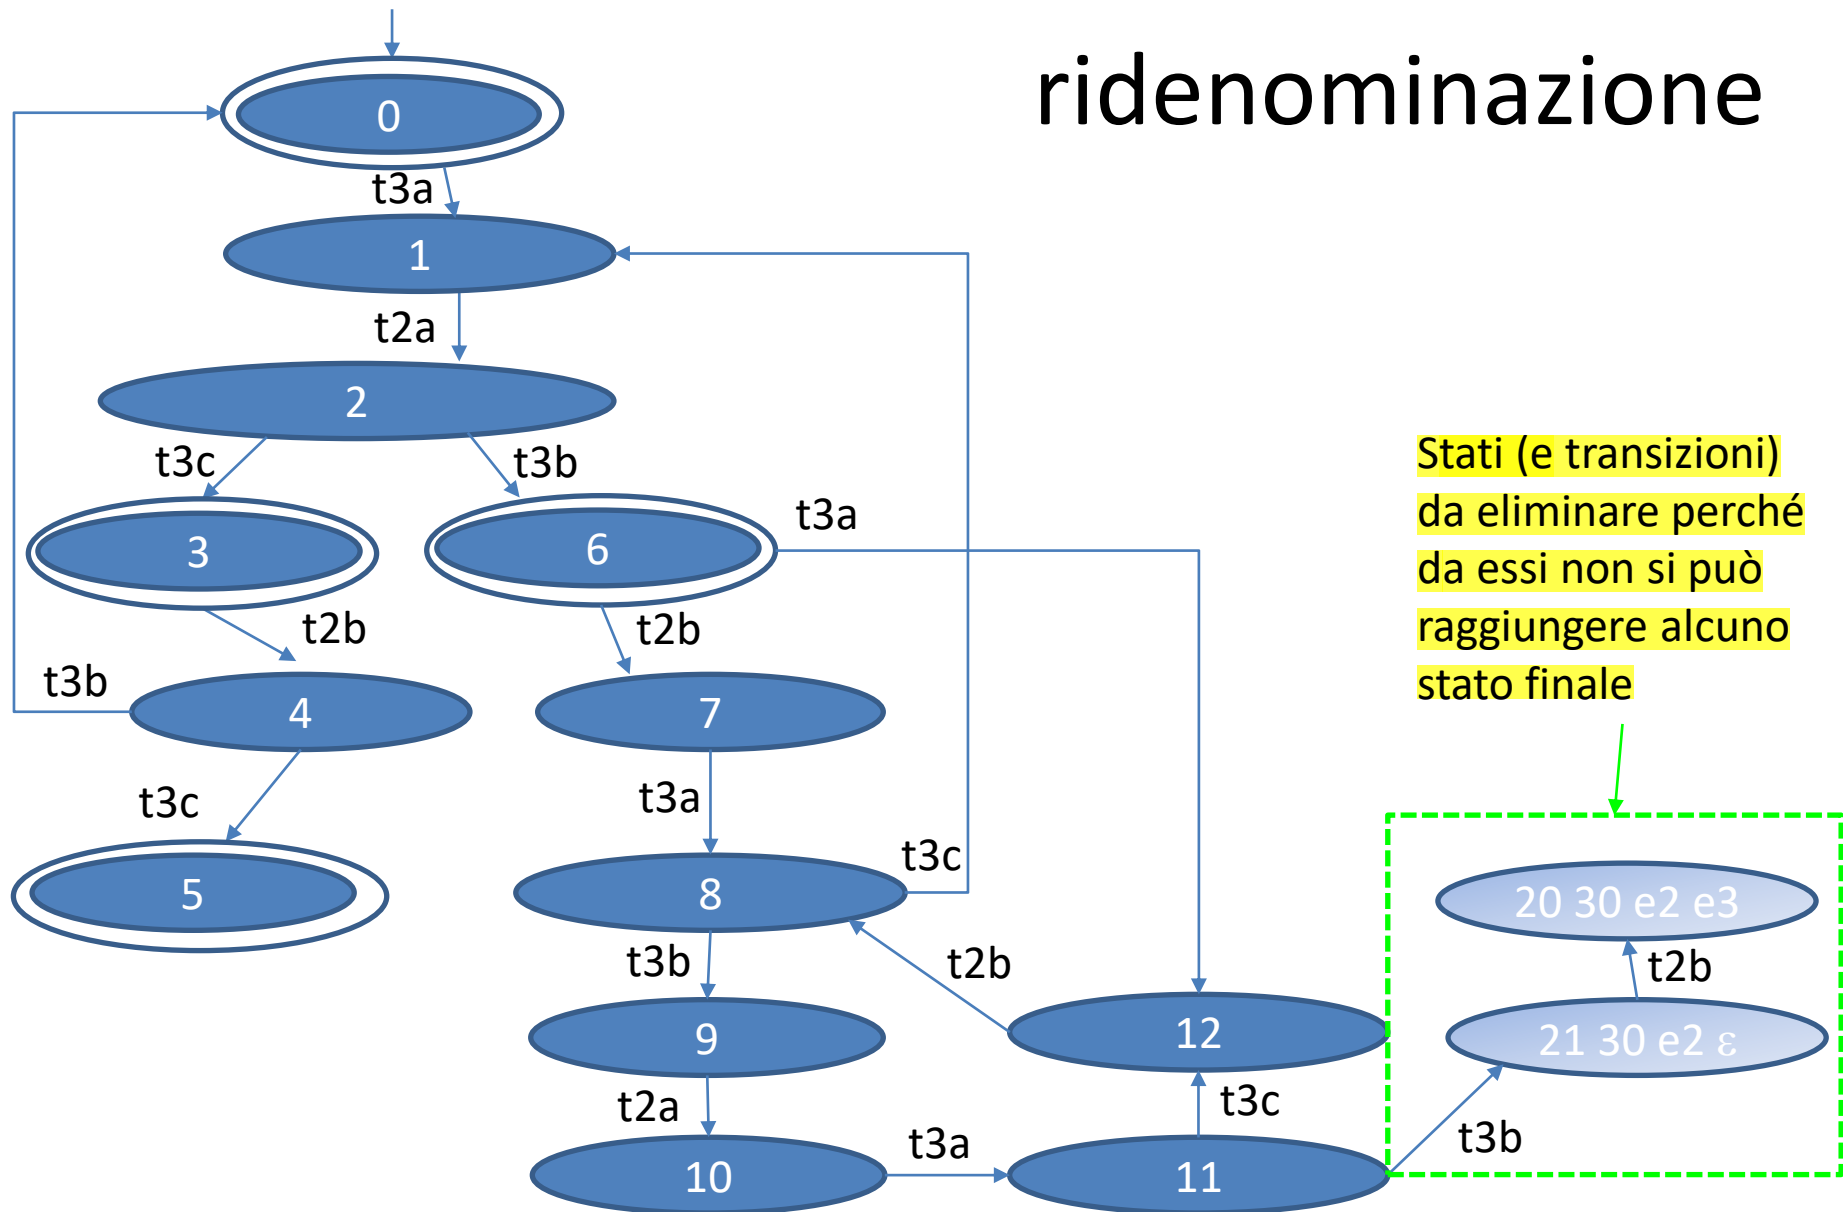 ridenominazione
0
t3a
1
t2a
2
t3c
t3b
3
6
t3a
t2b
t2b
t3b
4
7
t3c
t3a
5
8
t3c
t3b
t2b
9
12
t2a
t3c
10
t3a
11
t3b
Stati (e transizioni)
da eliminare perché
da essi non si può
raggiungere alcuno
stato finale
20 30 e2 e3
t2b
21 30 e2 ε